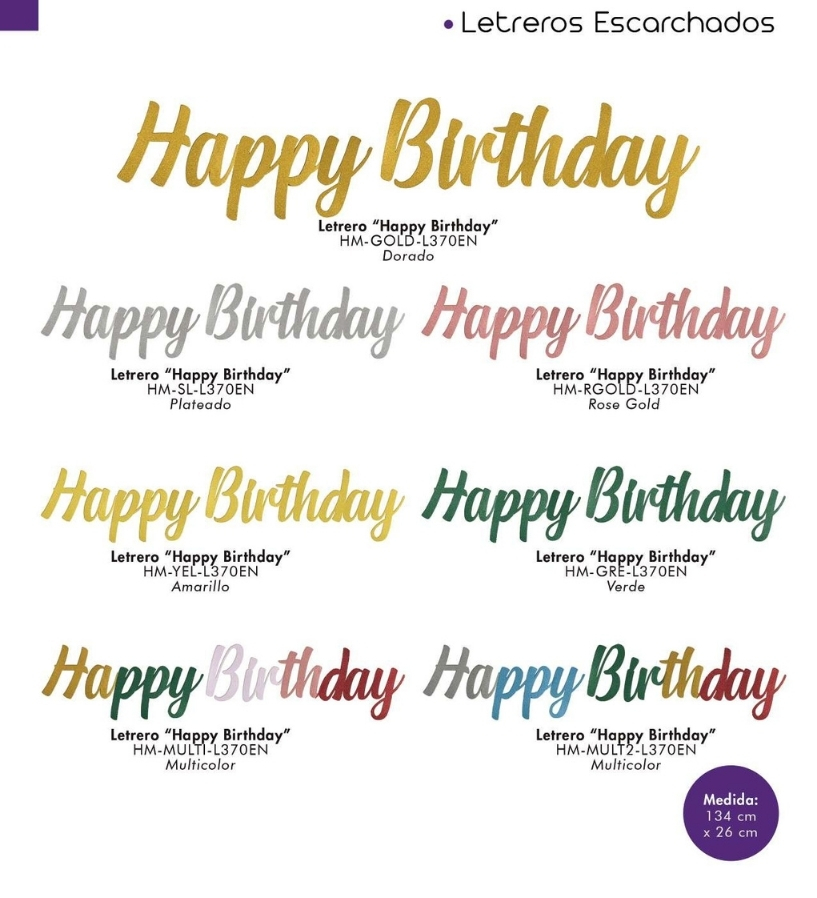 • Letreros Escarchados
Happy Birthday
Letrero “Happy Birthday”
HM-GOLD-L370EN
Dorado
Happy Birthday
Letrero “Happy Birthday”
HM-SL-L370EN
Plateado
Happy Birthday
Letrero “Happy Birthday”
HM-RGOLD-L370EN
Rose Gold
Happy Birthday
Letrero “Happy Birthday”
HM-YEL-L370EN
Amarillo
Happy Birthday
Letrero “Happy Birthday”
HM-GRE-L370EN
Verde
Happy Birthday
Letrero “Happy Birthday”
HM-MULTI-L370EN
Multicolor
Happy Birthday
Letrero “Happy Birthday”
HM-MULT2-L370EN
Multicolor
Medida:
134 cm
x 26 cm